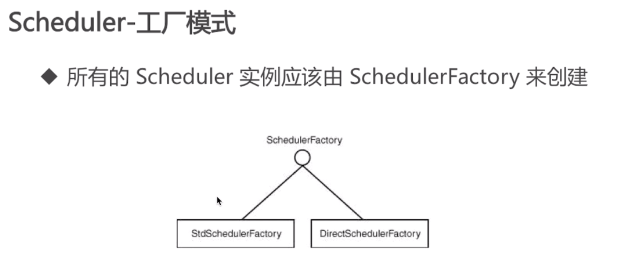 Scheduler-工厂模式
◆ 所有的 Scheduler 实例应该由 SchedulerFactory 来创建
SchedulerFactory
StdSchedulerFactory
DirectSchedulerFactory